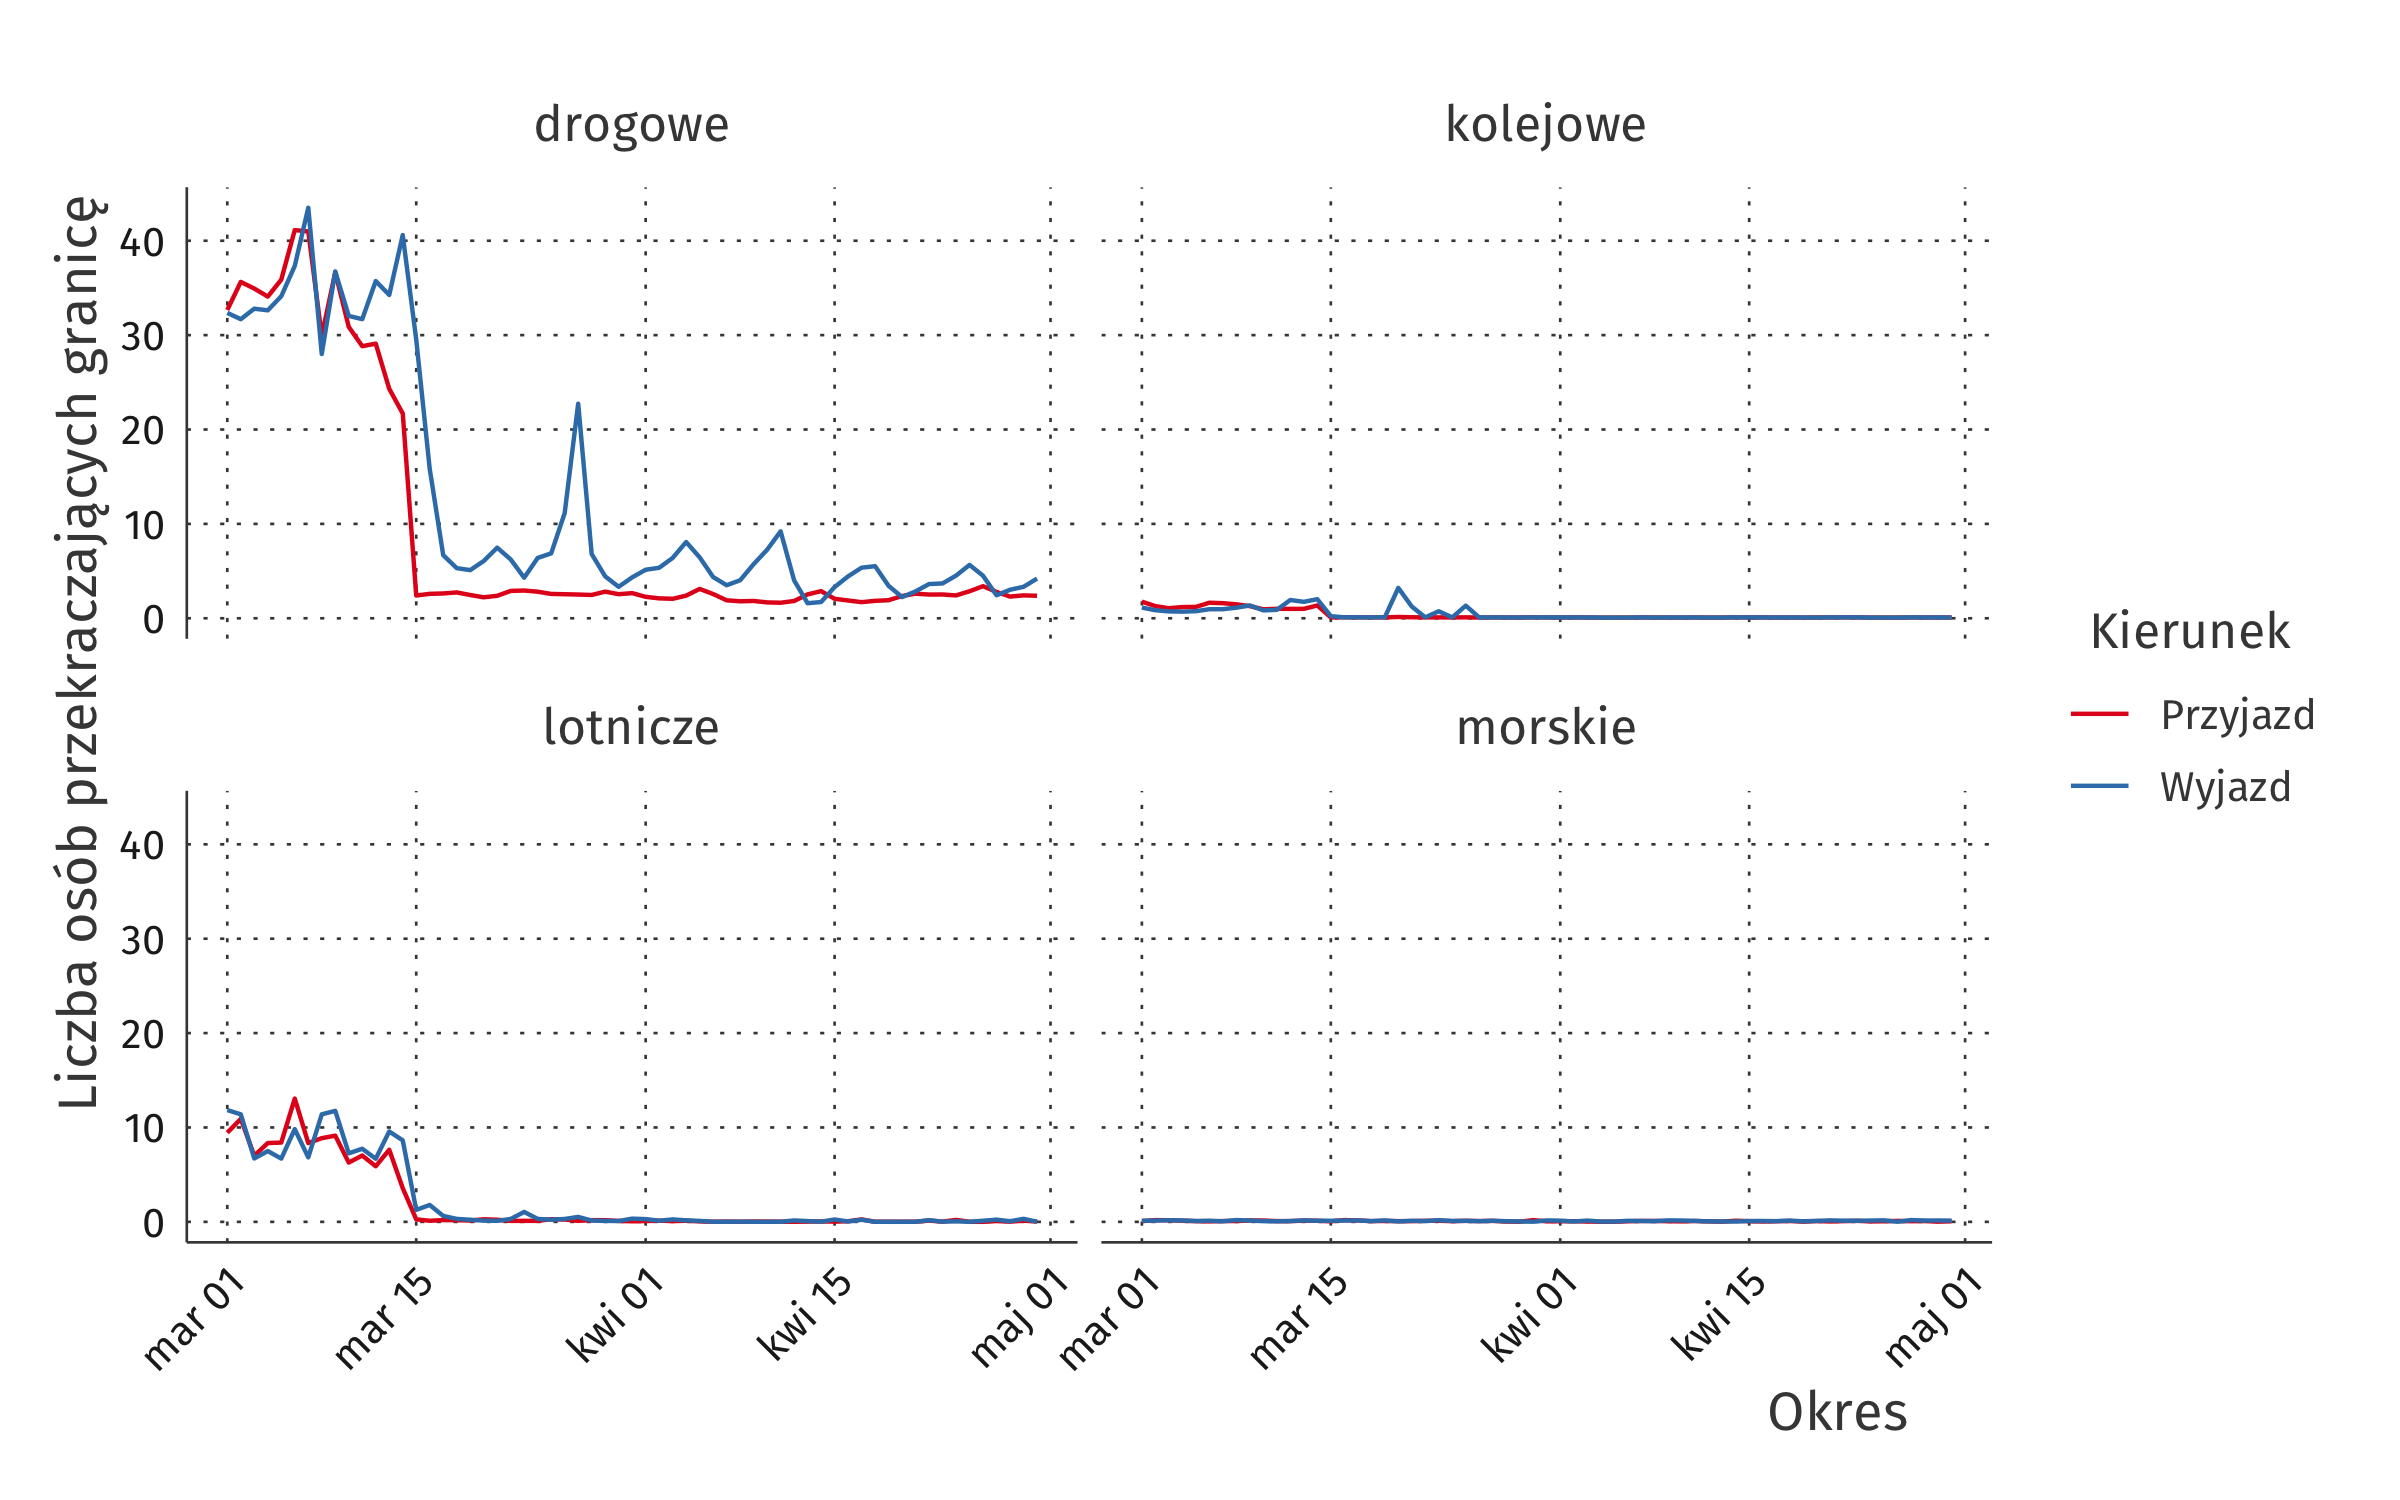 drogowe
kolejowe
Liczba osób przekraczających granicę
40
30
20
10
0
Kierunek
Przyjazd
Wyjazd
lotnicze
morskie
40
30
20
10
0
mar 01
mar 15
kwi 01
kwi 15
maj 01
mar 01
mar 15
kwi 01
kwi 15
maj 01
Okres